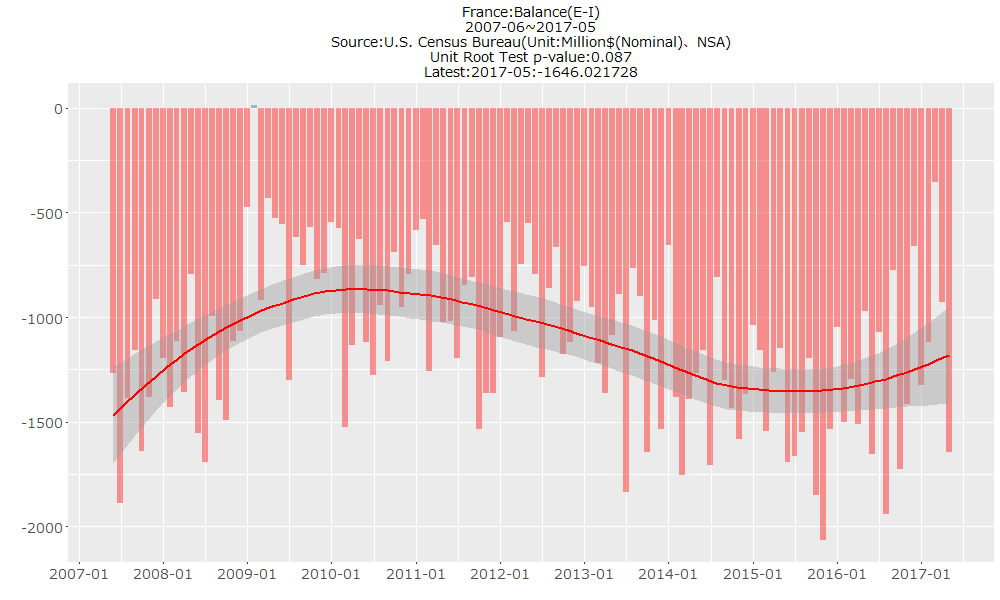 France:Balance(E-I)
2007-06~2017-05
Source:U.S. Census Bureau(Unit:Million$(Nominal)、NSA)
Unit Root Test p-value:0.087
Latest:2017-05:-1646.021728
0
-500
-1000
-1500
-2000
2007-01 2008-01 2009-01 2010-01 2011-01 2012-01 2013-01 2014-01 2015-01 2016-01 2017-01